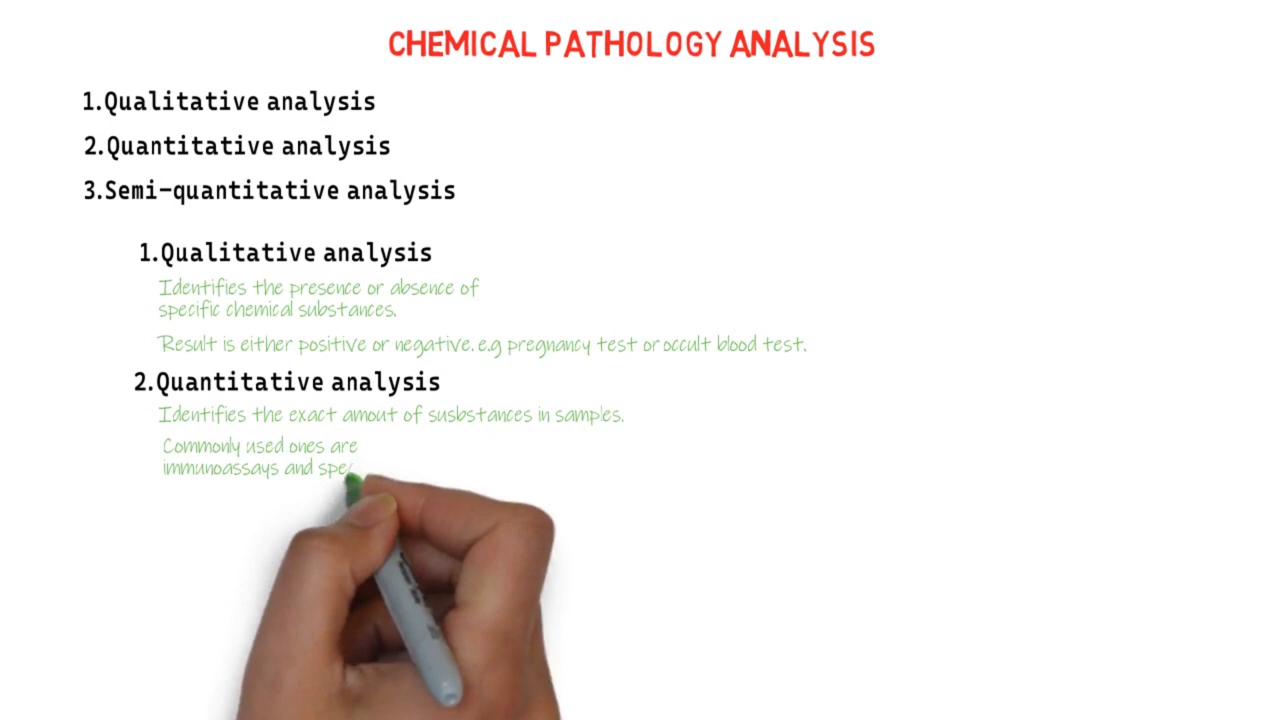 CHEMICAL PATHOLOGY ANALYSIS
1.Qualitative analysis
2.Quantitative analysis
3.Semi-quantitative analysis
1.Qualitative analysis
Identifies the presence or absence of
specific chemical substances.
Result is either positive or negative. e.g pregnancy test or occult blood test.
2.Quantitative analysis
Identifies the exact amout of susbstances in samples.
Commonly used ones are
immunoassays and spe